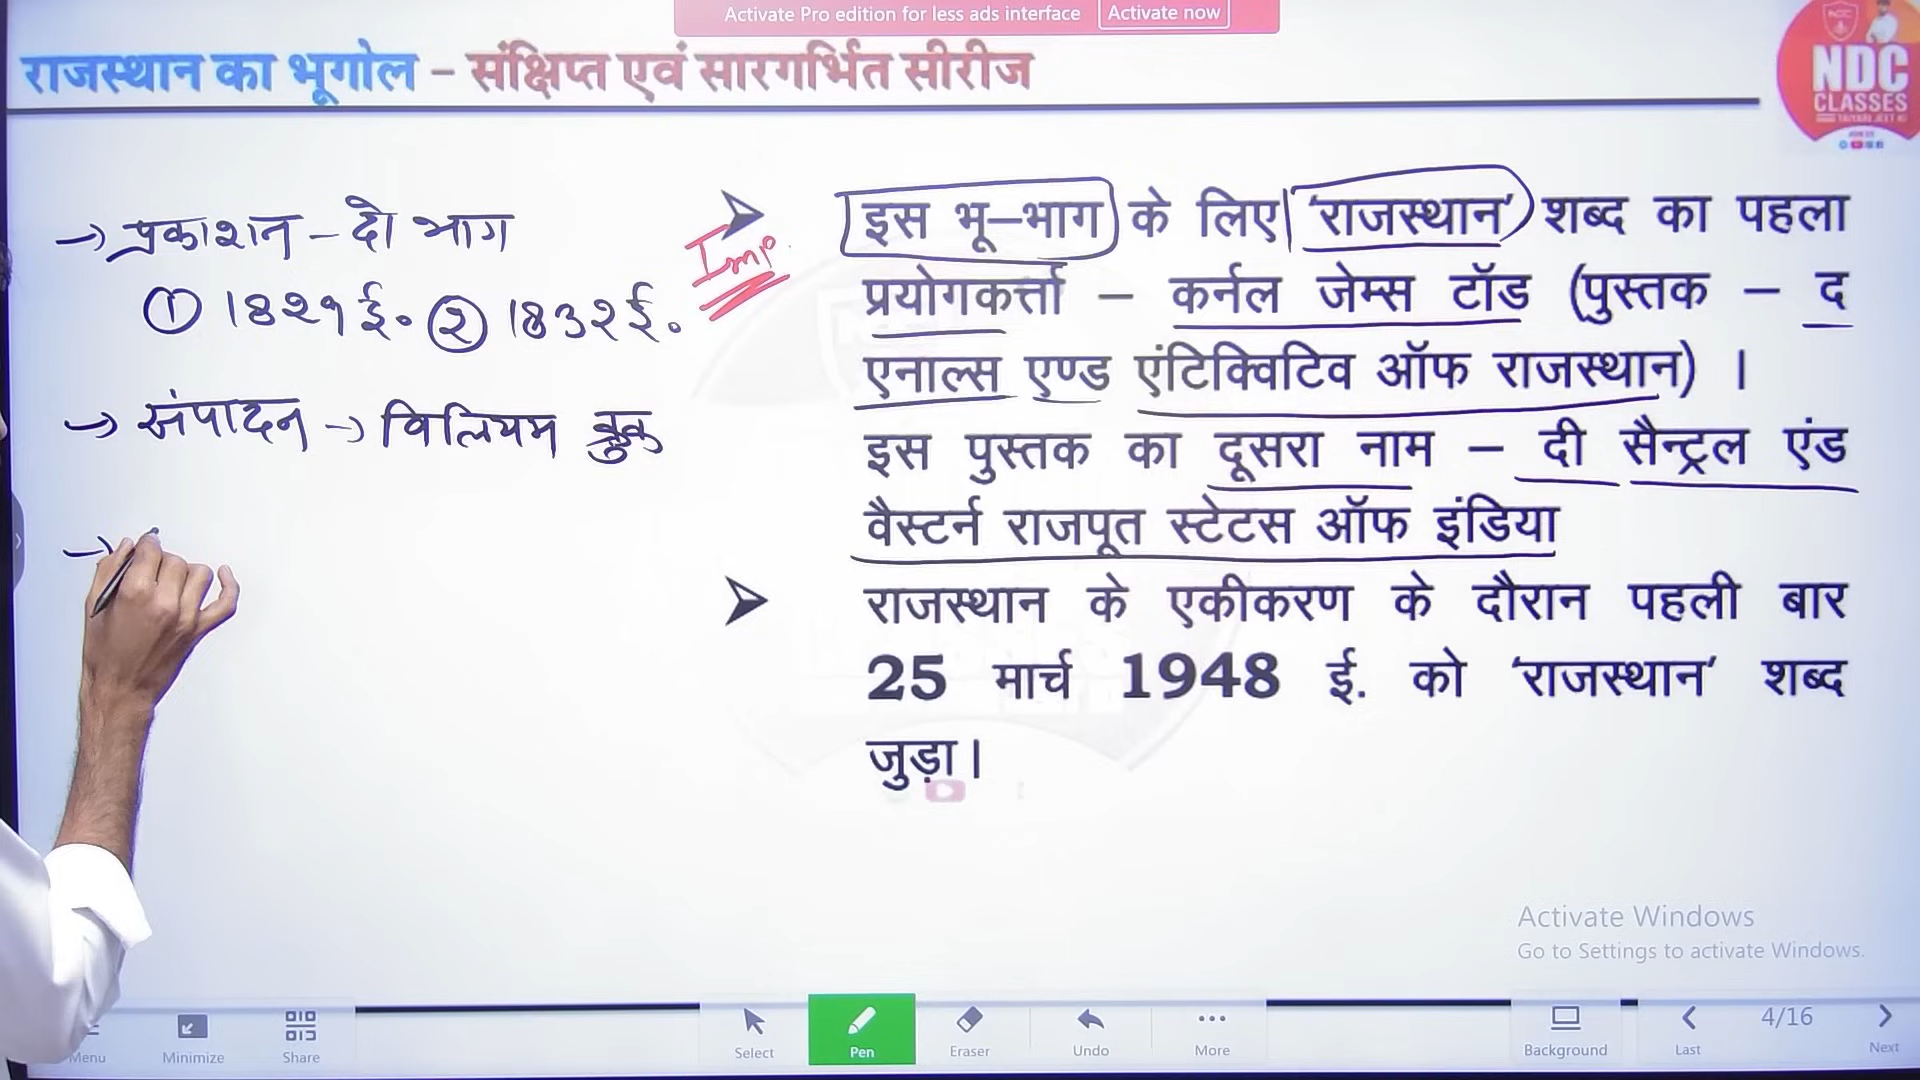 Activate Pro edition for less ads interface Activate now
राजस्थान का भूगोल – संक्षिप्त एवं सारगर्भित सीरीज
NDC
CLASSES
→ प्रकाशन – दो भाग
① 1829 ई. ② 1832 ई.
→ संपादन → विलियम क्रुक
→
Imp.
➤ इस भू–भाग के लिए 'राजस्थान' शब्द का पहला
प्रयोगकर्त्ता – कर्नल जेम्स टॉड (पुस्तक – द
एनाल्स एण्ड एंटिक्विटिव ऑफ राजस्थान) ।
इस पुस्तक का दूसरा नाम – दी सैन्ट्रल एंड
वैस्टर्न राजपूत स्टेटस ऑफ इंडिया
➤ राजस्थान के एकीकरण के दौरान पहली बार
25 मार्च 1948 ई. को 'राजस्थान' शब्द
जुड़ा।
Activate Windows
Go to Settings to activate Windows.
Menu Minimize Share Select Pen Eraser Undo More Background Last 4/16 Next